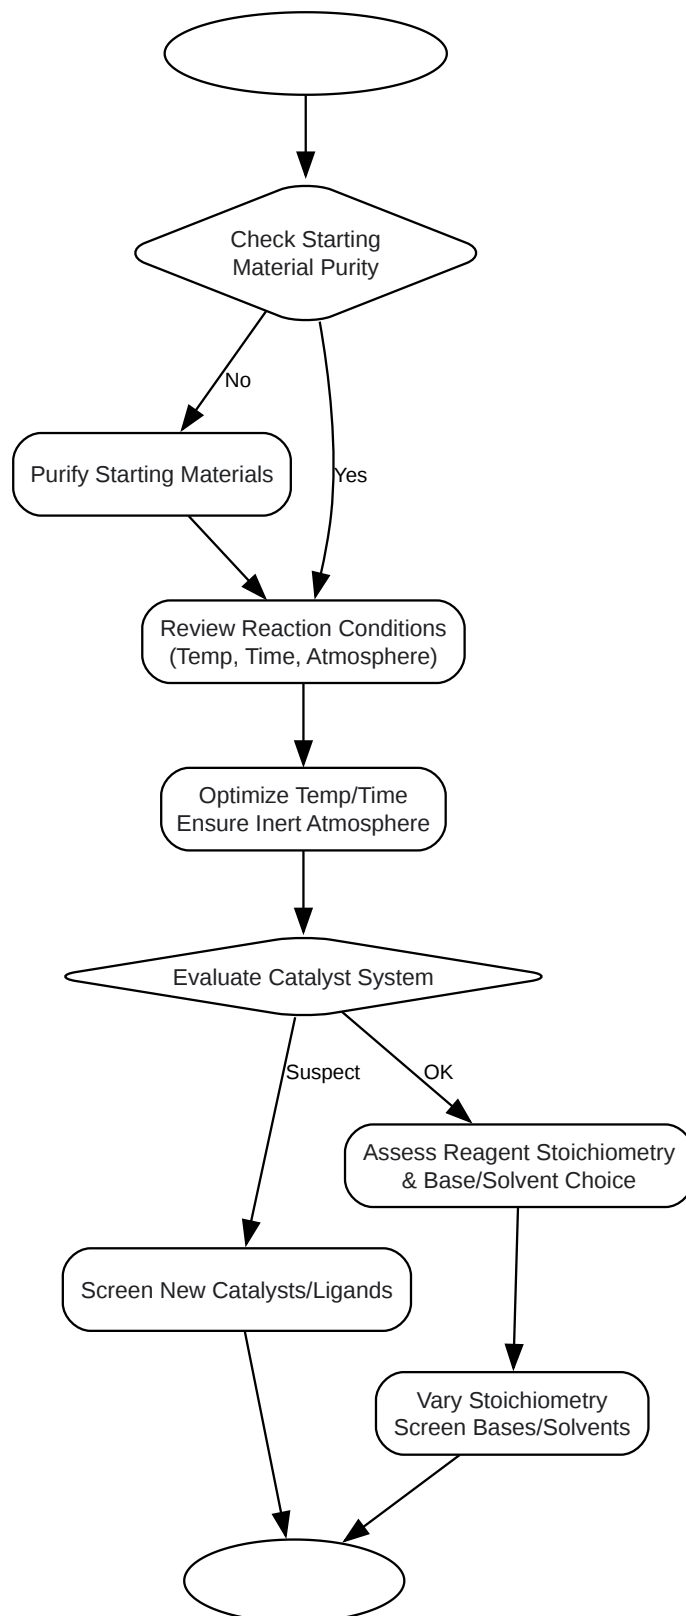 Check Starting
Material Purity
No
Purify Starting Materials
Yes
Review Reaction Conditions
(Temp, Time, Atmosphere)
Optimize Temp/Time
Ensure Inert Atmosphere
Evaluate Catalyst System
Suspect
OK
Assess Reagent Stoichiometry
& Base/Solvent Choice
Screen New Catalysts/Ligands
Vary Stoichiometry
Screen Bases/Solvents